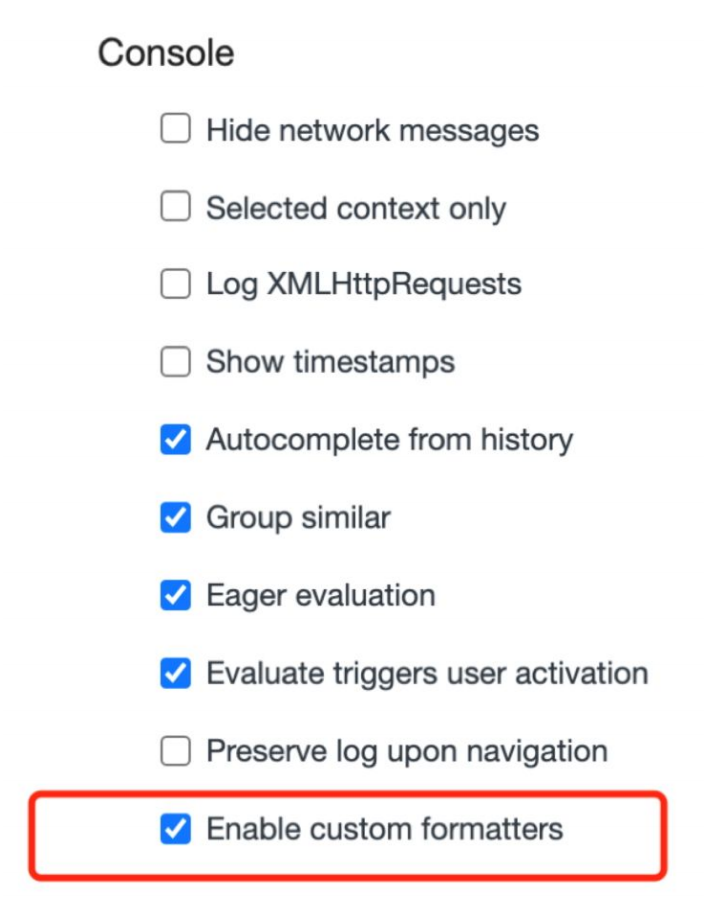 Console
Hide network messages
Selected context only
Log XMLHttpRequests
Show timestamps
Autocomplete from history
Group similar
Eager evaluation
Evaluate triggers user activation
Preserve log upon navigation
Enable custom formatters